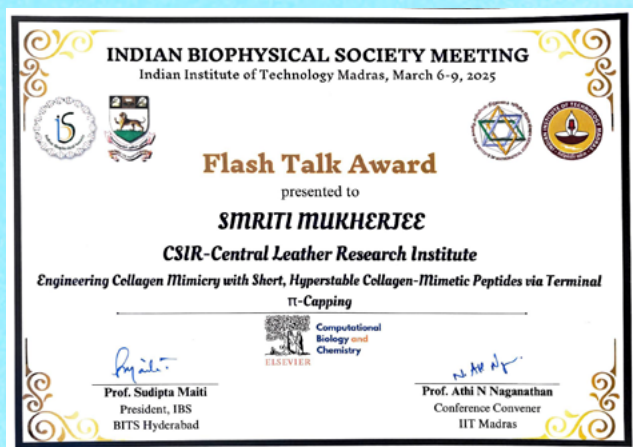 INDIAN BIOPHYSICAL SOCIETY MEETING
Indian Institute of Technology Madras, March 6-9, 2025
Flash Talk Award
presented to
SMRITI MUKHERJEE
CSIR-Central Leather Research Institute
Engineering Collagen Mimicry with Short, Hyperstable Collagen-Mimetic Peptides via Terminal
π-Capping
Computational
Biology and
Chemistry
ELSEVIER
Prof. Sudipta Maiti
President, IBS
BITS Hyderabad
Prof. Athi N Naganathan
Conference Convener
IIT Madras